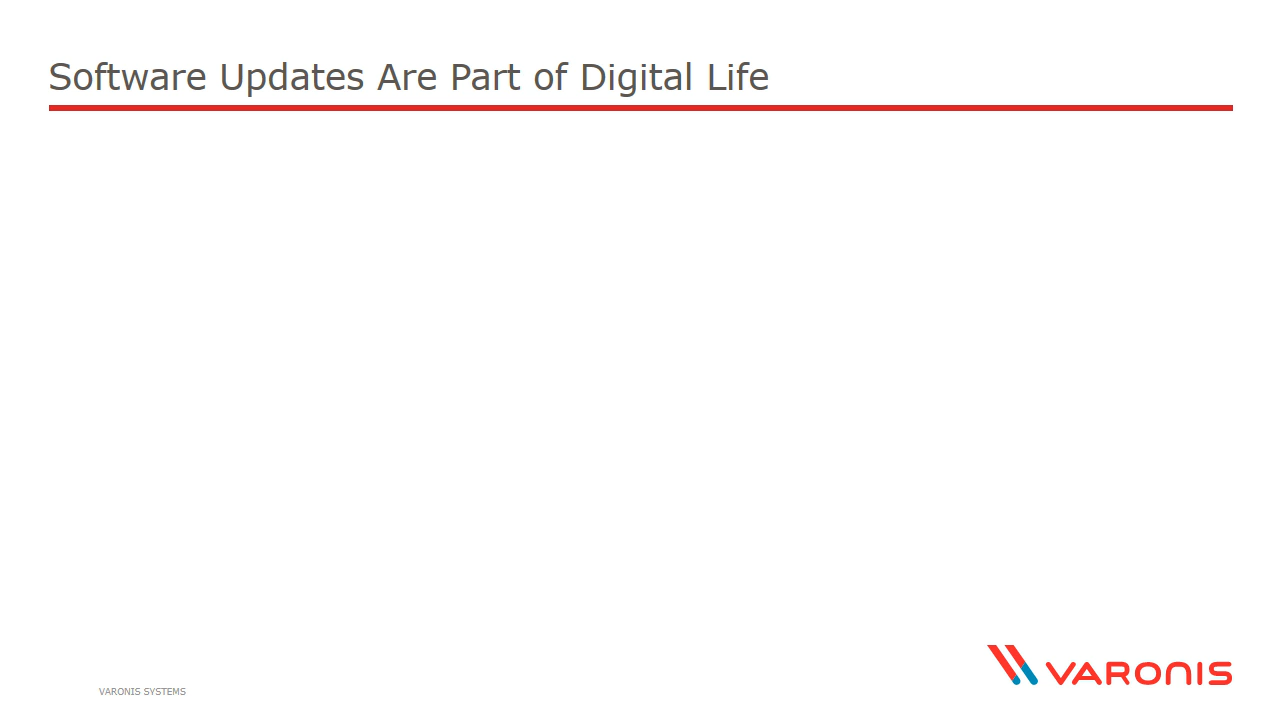 Software Updates Are Part of Digital Life
VARONIS SYSTEMS
VARONIS